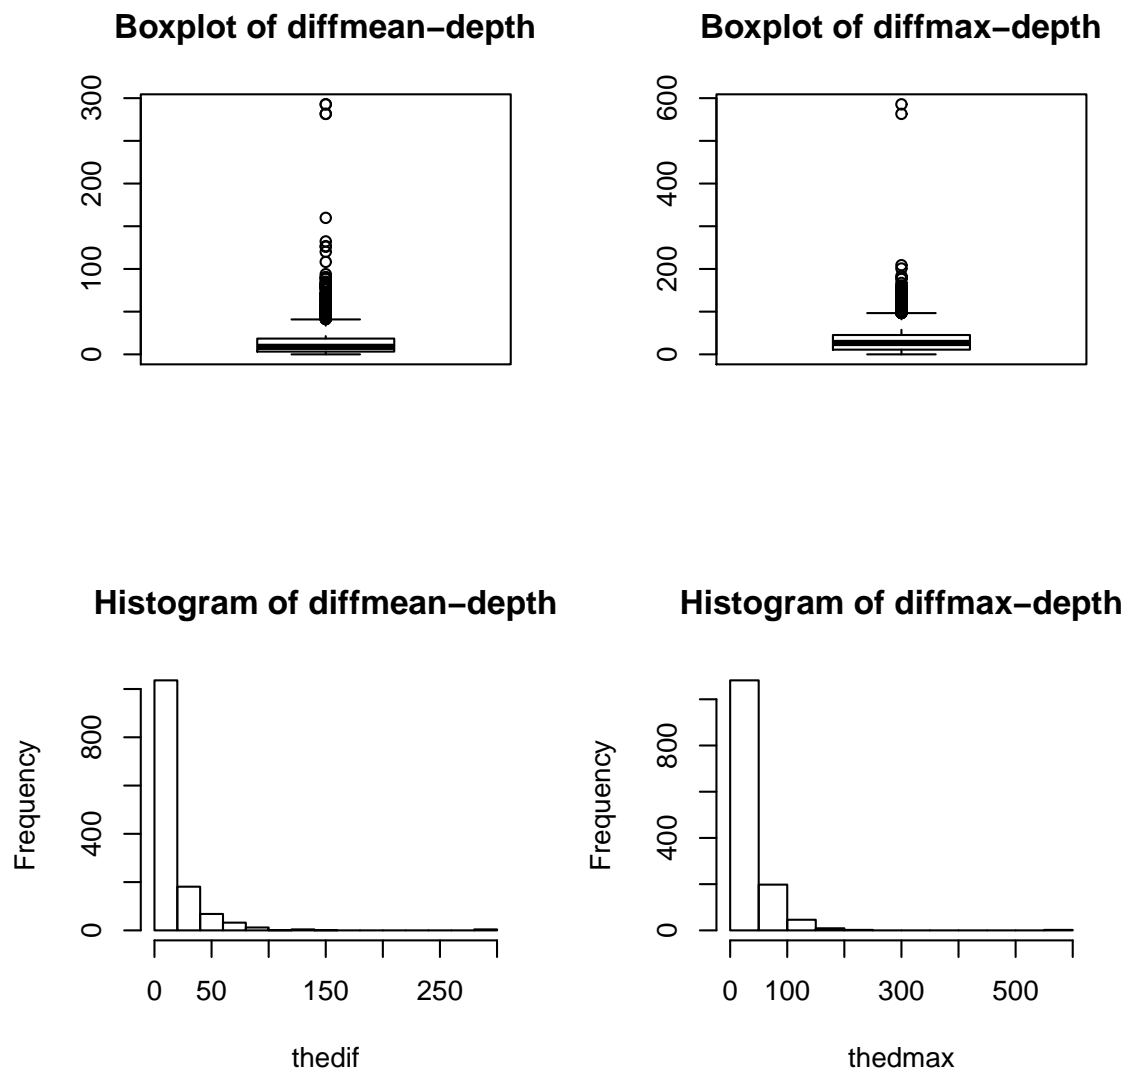 Boxplot of diffmean−depth
300
200
100
0
Boxplot of diffmax−depth
600
400
200
0
Histogram of diffmean−depth
Frequency
800
400
0
0 50 150 250
thedif
Histogram of diffmax−depth
Frequency
800
400
0
0 100 300 500
thedmax